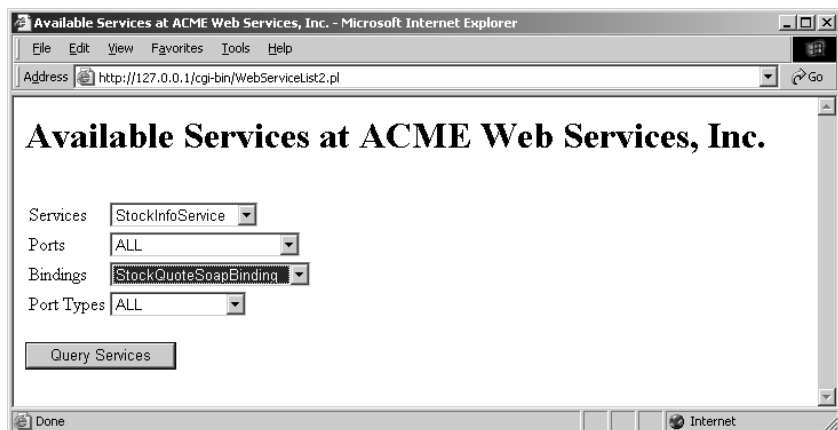 Available Services at ACME Web Services, Inc. - Microsoft Internet Explorer
File Edit View Favorites Tools Help
Address http://127.0.0.1/cgi-bin/WebServiceList2.pl Go
Available Services at ACME Web Services, Inc.
Services StockInfoService
Ports ALL
Bindings StockQuoteSoapBinding
Port Types ALL
Query Services
Done Internet